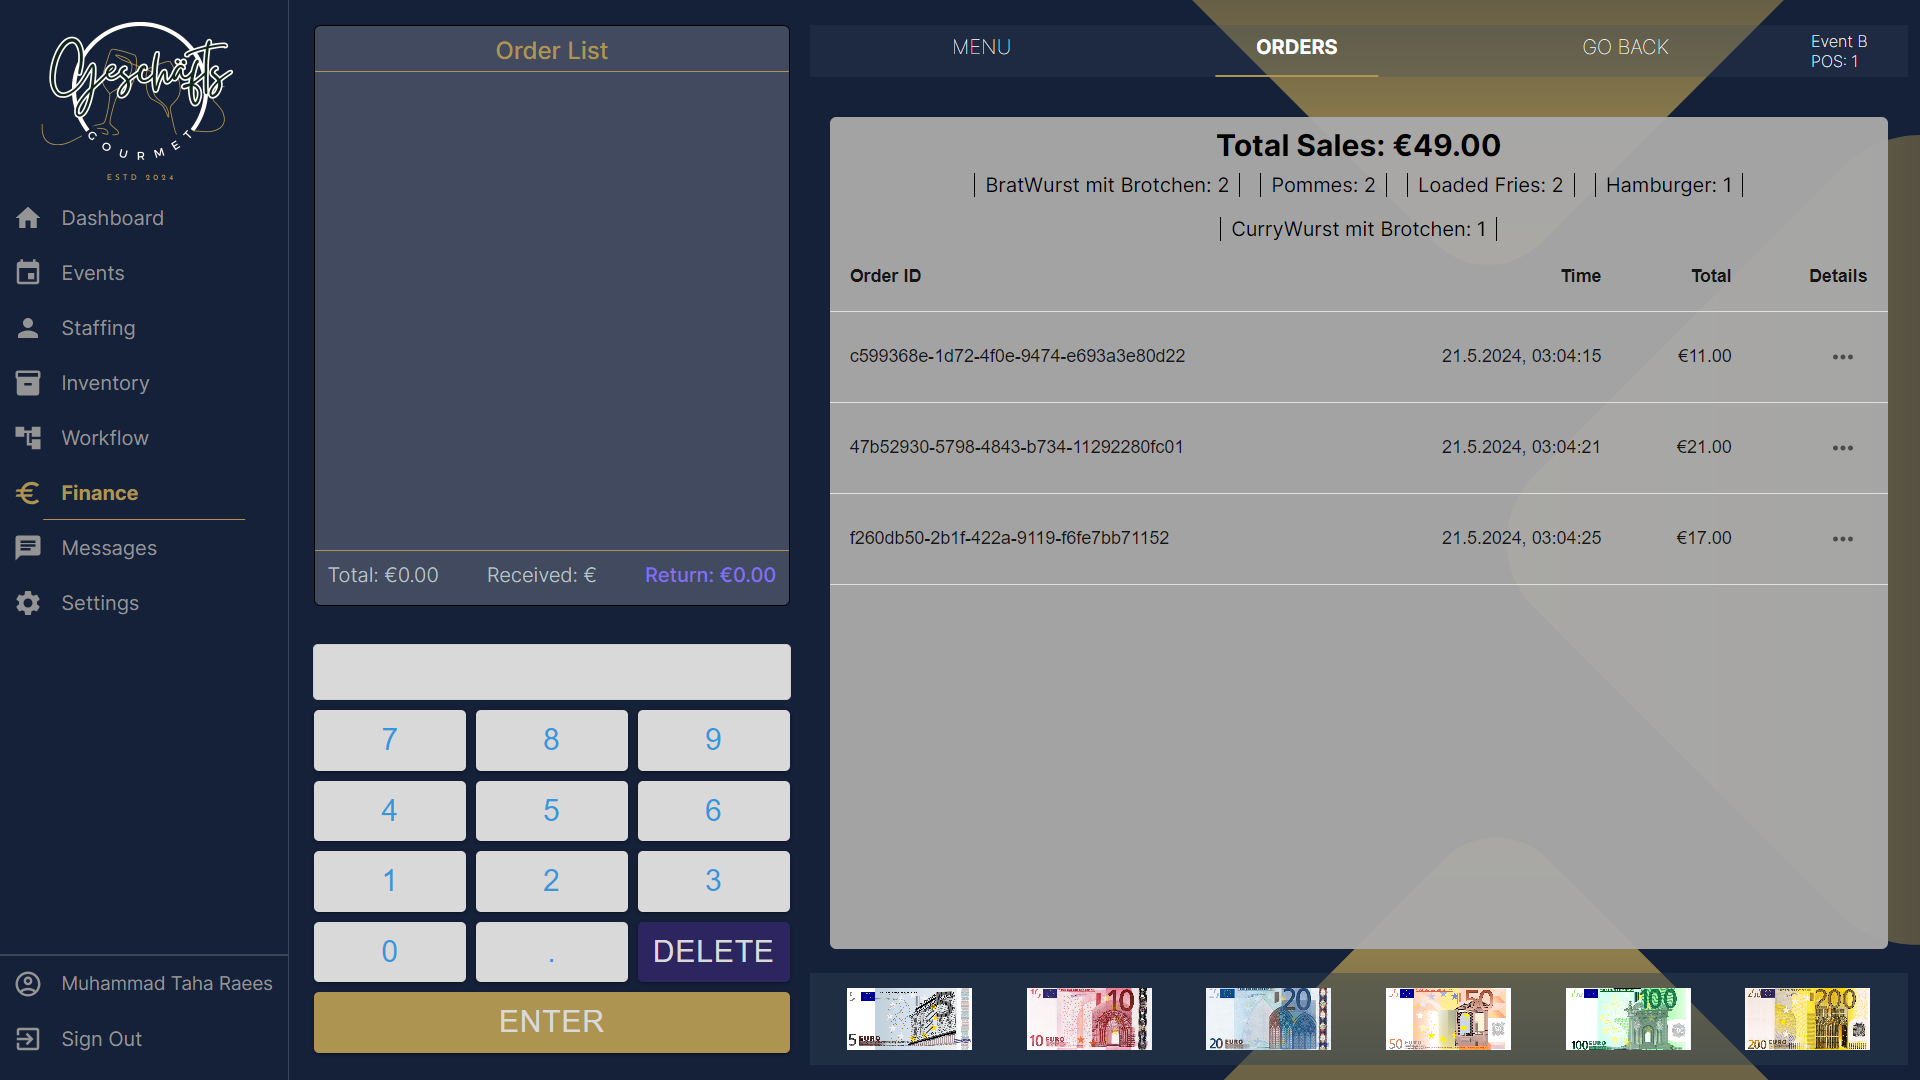 Geschäfts
GOURMET
ESTD 2024
Dashboard
Events
Staffing
Inventory
Workflow
Finance
Messages
Settings
Muhammad Taha Raees
Sign Out
Order List
Total: €0.00 Received: € Return: €0.00
7 8 9
4 5 6
1 2 3
0 . DELETE
ENTER
MENU ORDERS GO BACK
Event B
POS: 1
Total Sales: €49.00
| BratWurst mit Brotchen: 2 | | Pommes: 2 | | Loaded Fries: 2 | | Hamburger: 1 |
| CurryWurst mit Brotchen: 1 |
Order ID Time Total Details
c599368e-1d72-4f0e-9474-e693a3e80d22 21.5.2024, 03:04:15 €11.00 •••
47b52930-5798-4843-b734-11292280fc01 21.5.2024, 03:04:21 €21.00 •••
f260db50-2b1f-422a-9119-f6fe7bb71152 21.5.2024, 03:04:25 €17.00 •••
5 EURO
10
10 EURO
20
20 EURO
50
50 EURO
100
100 EURO
200
200 EURO